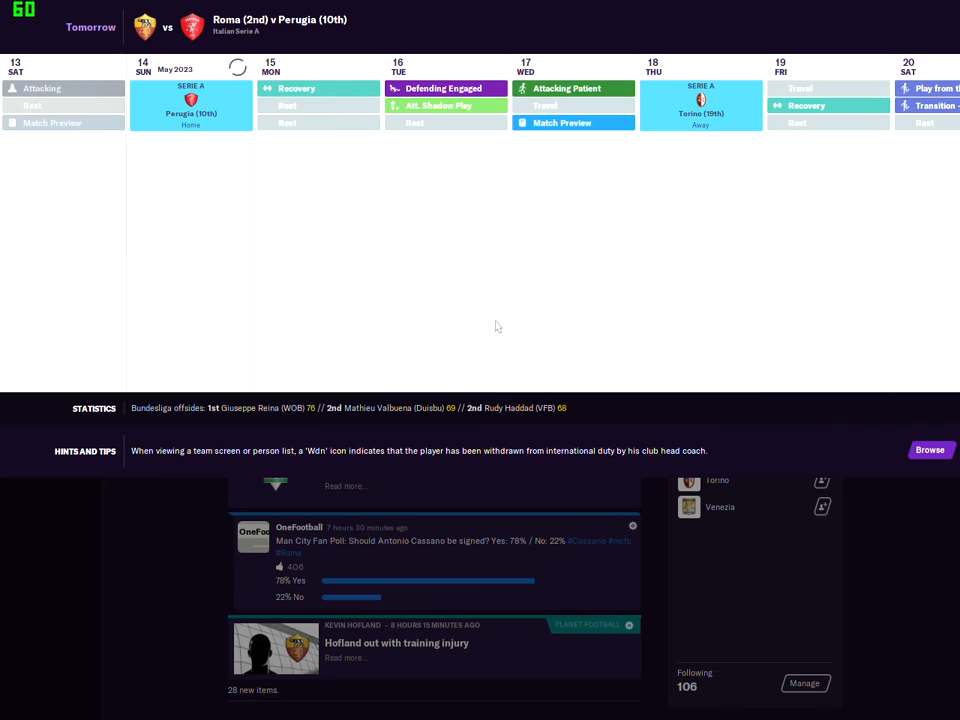 60
Tomorrow
vs
Roma (2nd) v Perugia (10th)
Italian Serie A
13
SAT
14
SUN May 2023
15
MON
16
TUE
17
WED
18
THU
19
FRI
20
SAT
Attacking
Rest
Match Preview
SERIE A
Perugia (10th)
Home
Recovery
Rest
Rest
Defending Engaged
Att. Shadow Play
Rest
Attacking Patient
Travel
Match Preview
SERIE A
Torino (19th)
Away
Travel
Recovery
Rest
Play from th
Transition -
Rest
STATISTICS
Bundesliga offsides: 1st Giuseppe Reina (WOB) 76 // 2nd Mathieu Valbuena (Duisbu) 69 // 2nd Rudy Haddad (VFB) 68
HINTS AND TIPS
When viewing a team screen or person list, a 'Wdn' icon indicates that the player has been withdrawn from international duty by his club head coach.
Browse
Read more...
Torino
Venezia
OneFoo
OneFootball 7 hours 30 minutes ago
Man City Fan Poll: Should Antonio Cassano be signed? Yes: 78% / No: 22% #Cassano #mcfc
#Roma
406
78% Yes
22% No
KEVIN HOFLAND - 8 HOURS 15 MINUTES AGO
PLANET FOOTBALL
Hofland out with training injury
Read more...
28 new items.
Following
106
Manage